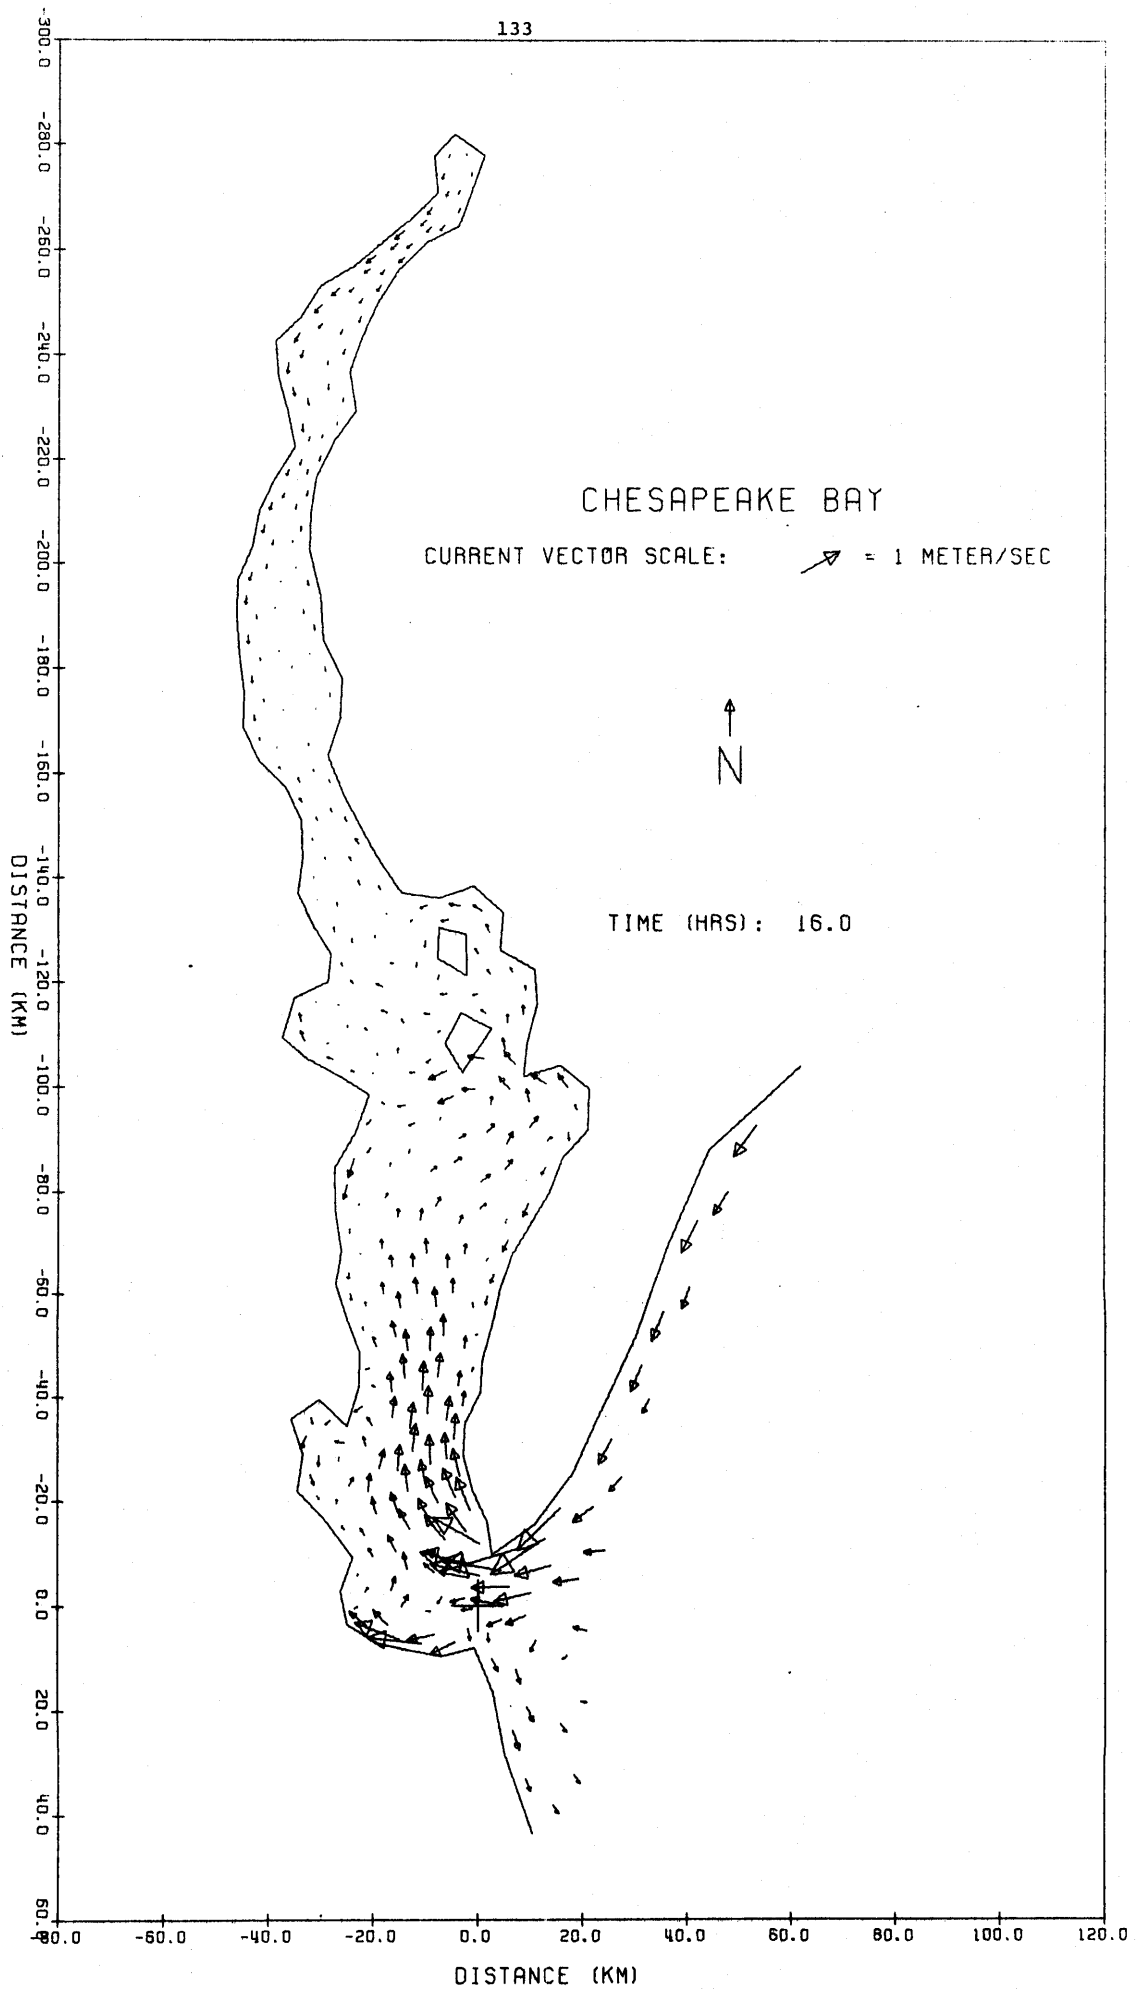 133
-300.0
-280.0
-260.0
-240.0
-220.0
-200.0
-180.0
-160.0
-140.0
-120.0
-100.0
-80.0
-60.0
-40.0
-20.0
0.0
20.0
40.0
60.0
DISTANCE (KM)
CHESAPEAKE BAY
CURRENT VECTOR SCALE: = 1 METER/SEC
N
TIME (HRS): 16.0
-80.0 -60.0 -40.0 -20.0 0.0 20.0 40.0 60.0 80.0 100.0 120.0
DISTANCE (KM)